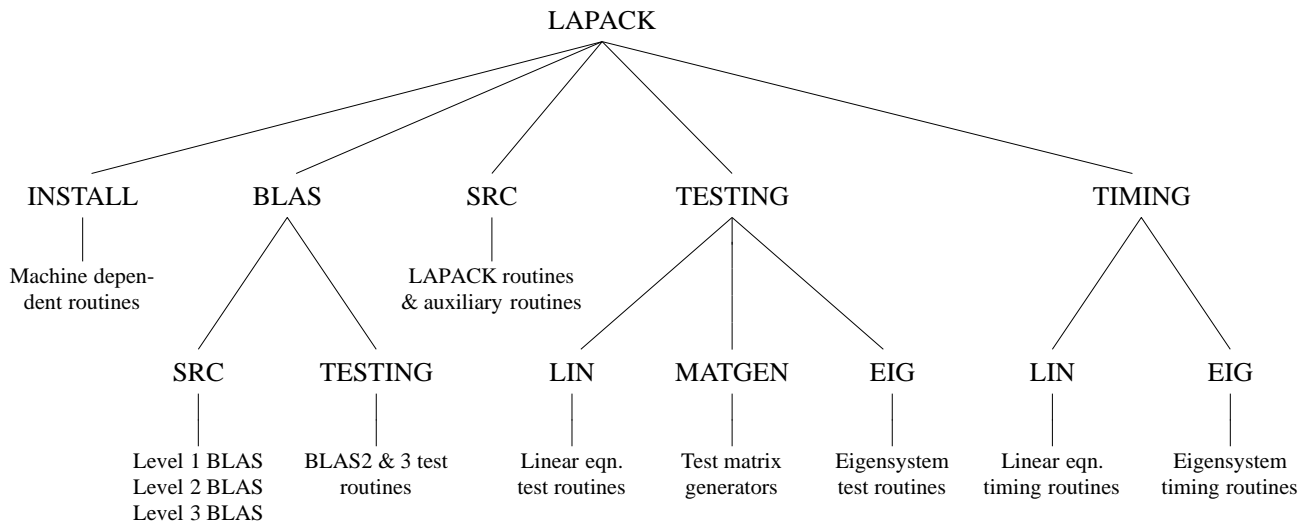 LAPACK
INSTALL BLAS SRC TESTING TIMING
Machine depen-
dent routines
LAPACK routines
& auxiliary routines
SRC TESTING LIN MATGEN EIG LIN EIG
Level 1 BLAS
Level 2 BLAS
Level 3 BLAS
BLAS2 & 3 test
routines
Linear eqn.
test routines
Test matrix
generators
Eigensystem
test routines
Linear eqn.
timing routines
Eigensystem
timing routines